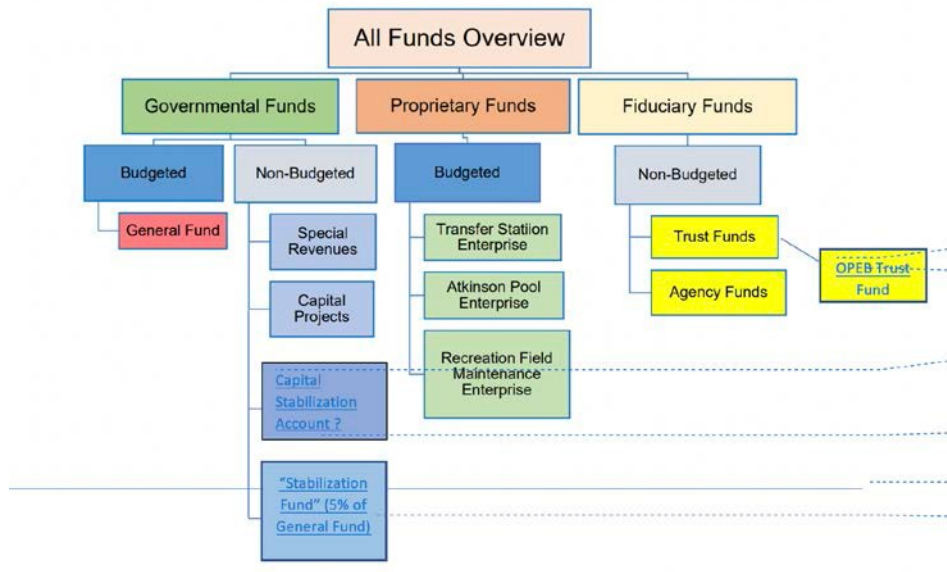 All Funds Overview
Governmental Funds
Proprietary Funds
Fiduciary Funds
Budgeted
Non-Budgeted
Budgeted
Non-Budgeted
General Fund
Special
Revenues
Capital
Projects
Capital
Stabilization
Account ?
"Stabilization
Fund" (5% of
General Fund)
Transfer Station
Enterprise
Atkinson Pool
Enterprise
Recreation Field
Maintenance
Enterprise
Trust Funds
Agency Funds
OPEB Trust
Fund